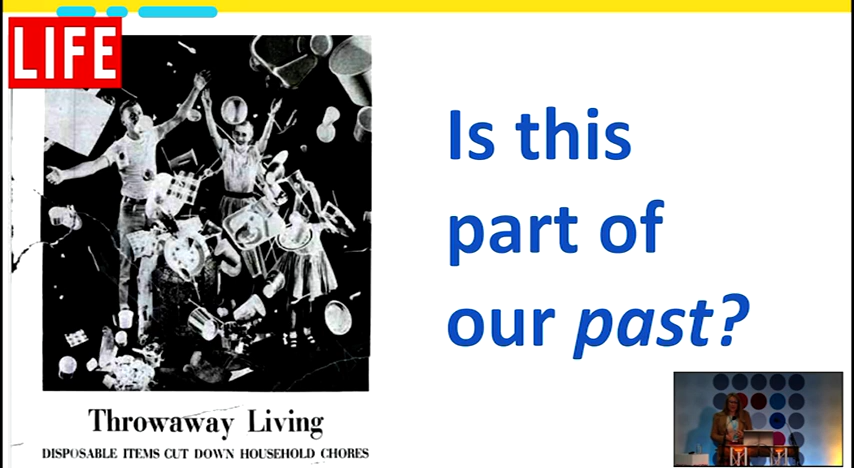 LIFE
Is this
part of
our past?
Throwaway Living
DISPOSABLE ITEMS CUT DOWN HOUSEHOLD CHORES